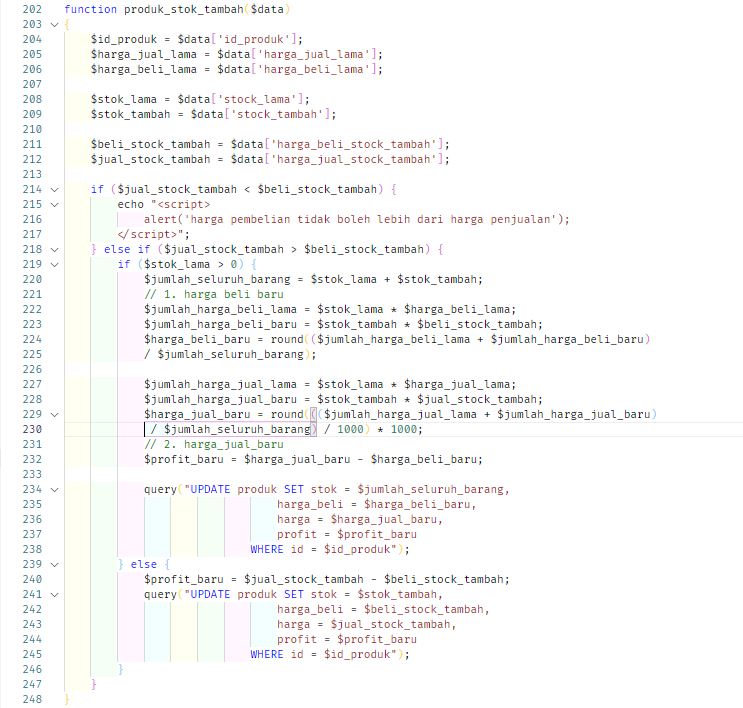 202 function produk_stok_tambah($data)
203 {
204 $id_produk = $data['id_produk'];
205 $harga_jual_lama = $data['harga_jual_lama'];
206 $harga_beli_lama = $data['harga_beli_lama'];
207
208 $stok_lama = $data['stock_lama'];
209 $stok_tambah = $data['stock_tambah'];
210
211 $beli_stock_tambah = $data['harga_beli_stock_tambah'];
212 $jual_stock_tambah = $data['harga_jual_stock_tambah'];
213
214 if ($jual_stock_tambah < $beli_stock_tambah) {
215 echo "<script>
216 alert('harga pembelian tidak boleh lebih dari harga penjualan');
217 </script>";
218 } else if ($jual_stock_tambah > $beli_stock_tambah) {
219 if ($stok_lama > 0) {
220 $jumlah_seluruh_barang = $stok_lama + $stok_tambah;
221 // 1. harga beli baru
222 $jumlah_harga_beli_lama = $stok_lama * $harga_beli_lama;
223 $jumlah_harga_beli_baru = $stok_tambah * $beli_stock_tambah;
224 $harga_beli_baru = round(($jumlah_harga_beli_lama + $jumlah_harga_beli_baru)
225 / $jumlah_seluruh_barang);
226
227 $jumlah_harga_jual_lama = $stok_lama * $harga_jual_lama;
228 $jumlah_harga_jual_baru = $stok_tambah * $jual_stock_tambah;
229 $harga_jual_baru = round((($jumlah_harga_jual_lama + $jumlah_harga_jual_baru)
230 / $jumlah_seluruh_barang) / 1000) * 1000;
231 // 2. harga_jual_baru
232 $profit_baru = $harga_jual_baru - $harga_beli_baru;
233
234 query("UPDATE produk SET stok = $jumlah_seluruh_barang,
235 harga_beli = $harga_beli_baru,
236 harga = $harga_jual_baru,
237 profit = $profit_baru
238 WHERE id = $id_produk");
239 } else {
240 $profit_baru = $jual_stock_tambah - $beli_stock_tambah;
241 query("UPDATE produk SET stok = $stok_tambah,
242 harga_beli = $beli_stock_tambah,
243 harga = $jual_stock_tambah,
244 profit = $profit_baru
245 WHERE id = $id_produk");
246 }
247 }
248 }